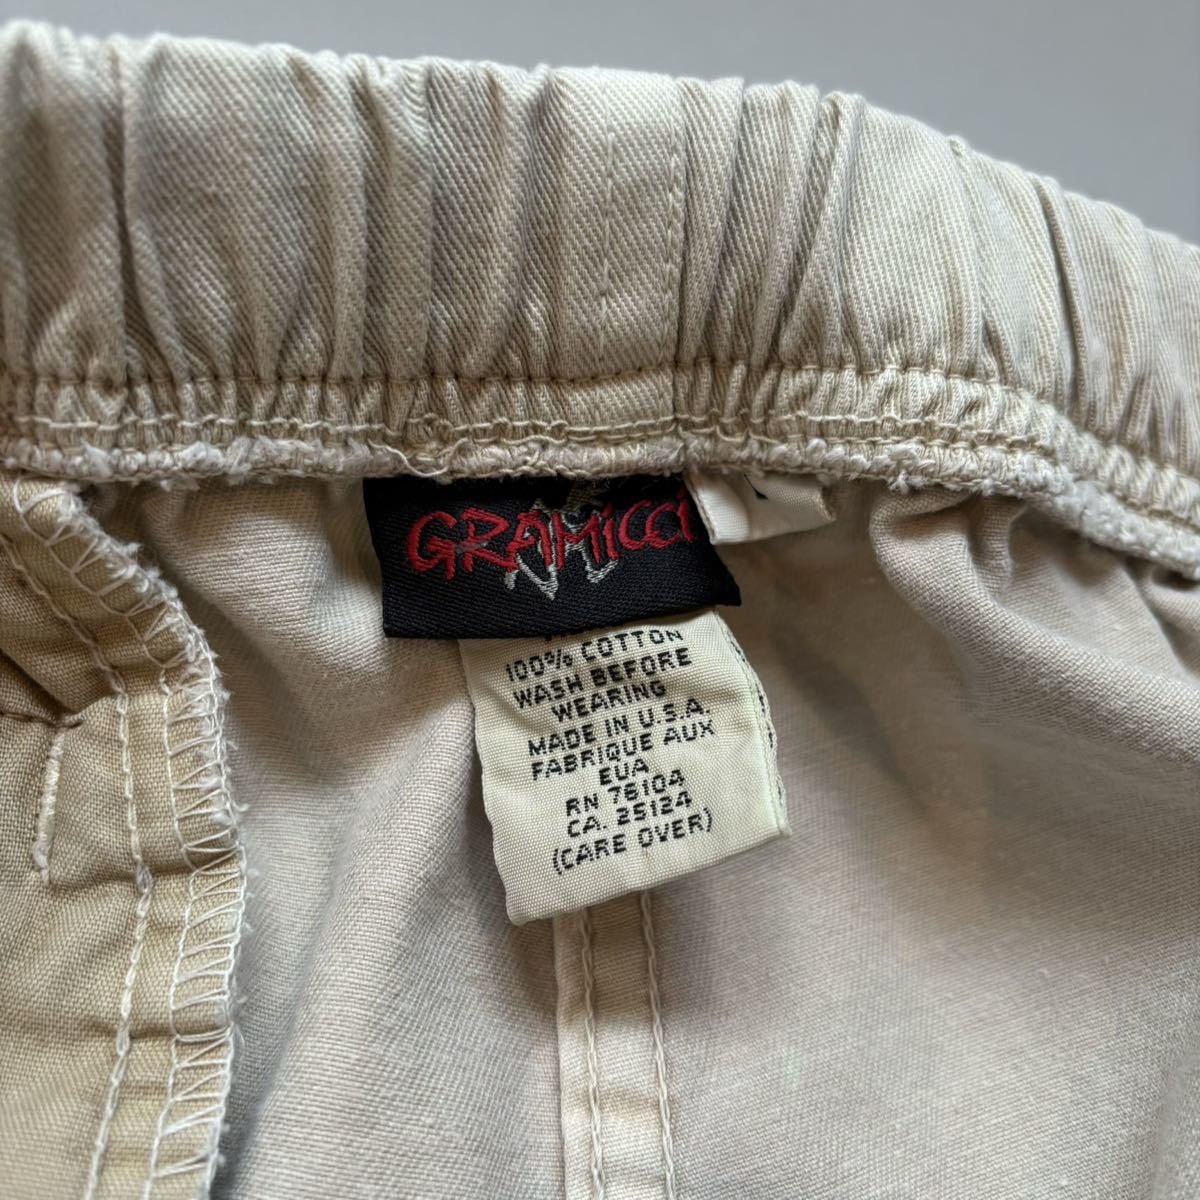 GRAMiCCi
100% COTTON
WASH BEFORE
WEARING
MADE IN U.S.A.
FABRIQUE AUX
EUA
RN 76104
CA. 25124
(CARE OVER)